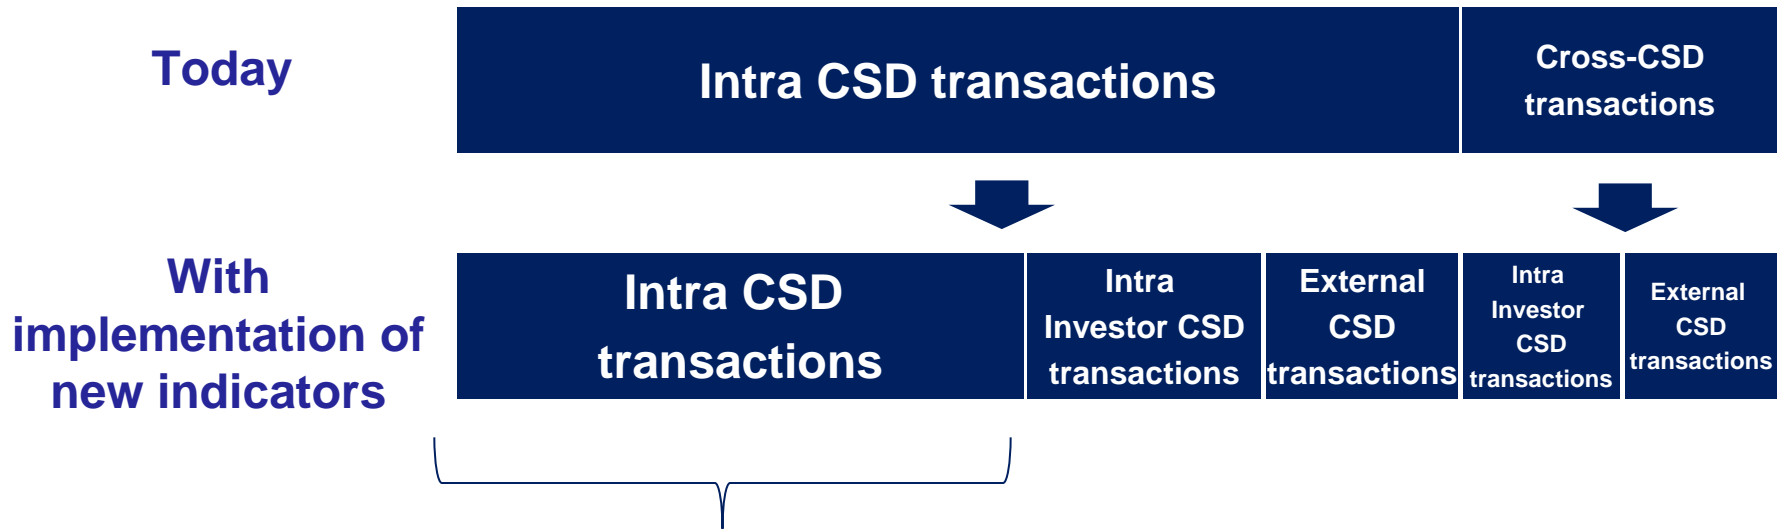 Today
Intra CSD transactions
Cross-CSD
transactions
With
implementation of
new indicators
Intra CSD
transactions
Intra
Investor CSD
transactions
External
CSD
transactions
Intra
Investor
CSD
transactions
External
CSD
transactions